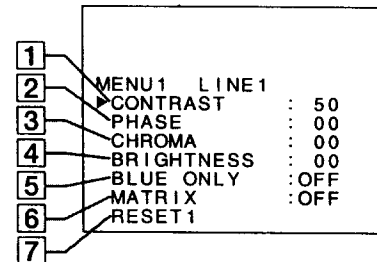 MENU1 LINE1
1 ▶CONTRAST : 50
2 PHASE : 00
3 CHROMA : 00
4 BRIGHTNESS : 00
5 BLUE ONLY :OFF
6 MATRIX :OFF
7 RESET1